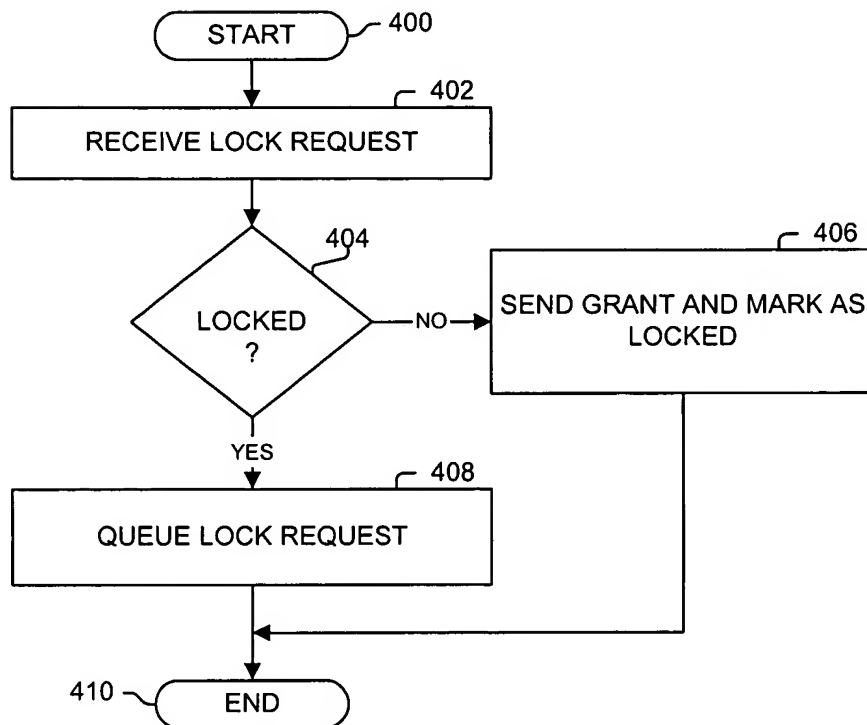 START
400
402
RECEIVE LOCK REQUEST
404
LOCKED
?
NO
406
SEND GRANT AND MARK AS
LOCKED
YES
408
QUEUE LOCK REQUEST
410
END